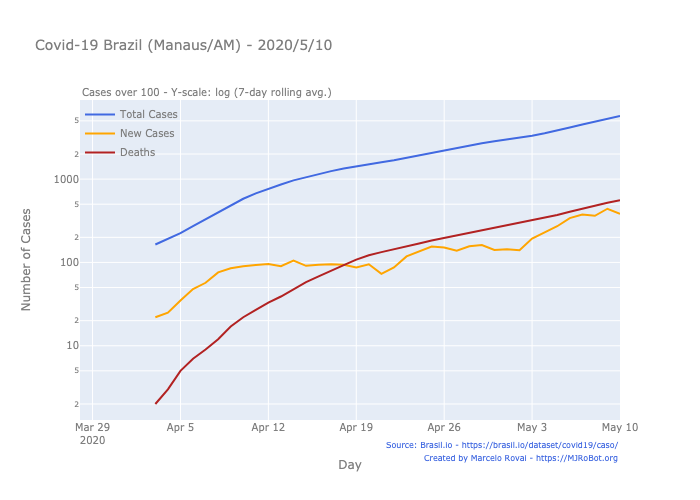 Covid-19 Brazil (Manaus/AM) - 2020/5/10
Cases over 100 - Y-scale: log (7-day rolling avg.)
Total Cases
New Cases
Deaths
5
2
1000
5
2
100
5
2
10
5
2
Number of Cases
Mar 29 Apr 5 Apr 12 Apr 19 Apr 26 May 3 May 10
2020
Source: Brasil.io - https://brasil.io/dataset/covid19/caso/
Created by Marcelo Rovai - https://MJRoBot.org
Day